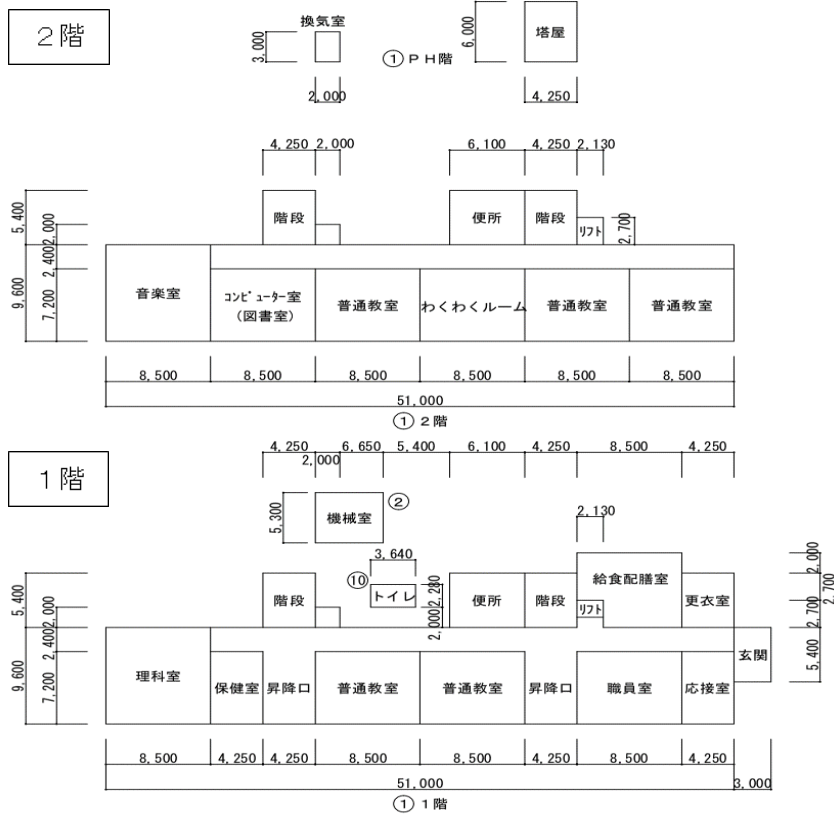 2階
換気室
3,000
2,000
① PH階
塔屋
6,000
4,250
4,250 2,000 6,100 4,250 2,130
階段 便所 階段 リフト
5,400
2,000
2,400
9,600
7,200
2,700
音楽室
コンピューター室
(図書室)
普通教室 わくわくルーム 普通教室 普通教室
8,500 8,500 8,500 8,500 8,500 8,500
51,000
① 2階
1階
4,250 6,650 5,400 6,100 4,250 8,500 4,250
2,000
機械室 ②
5,300
2,130
3,640
⑩ トイレ
2,280
2,000
階段 便所 階段 給食配膳室 リフト 更衣室
5,400
2,000
2,400
9,600
7,200
2,000
2,700
2,700
5,400
玄関
理科室 保健室 昇降口 普通教室 普通教室 昇降口 職員室 応接室
8,500 4,250 4,250 8,500 8,500 4,250 8,500 4,250
51,000 3,000
① 1階